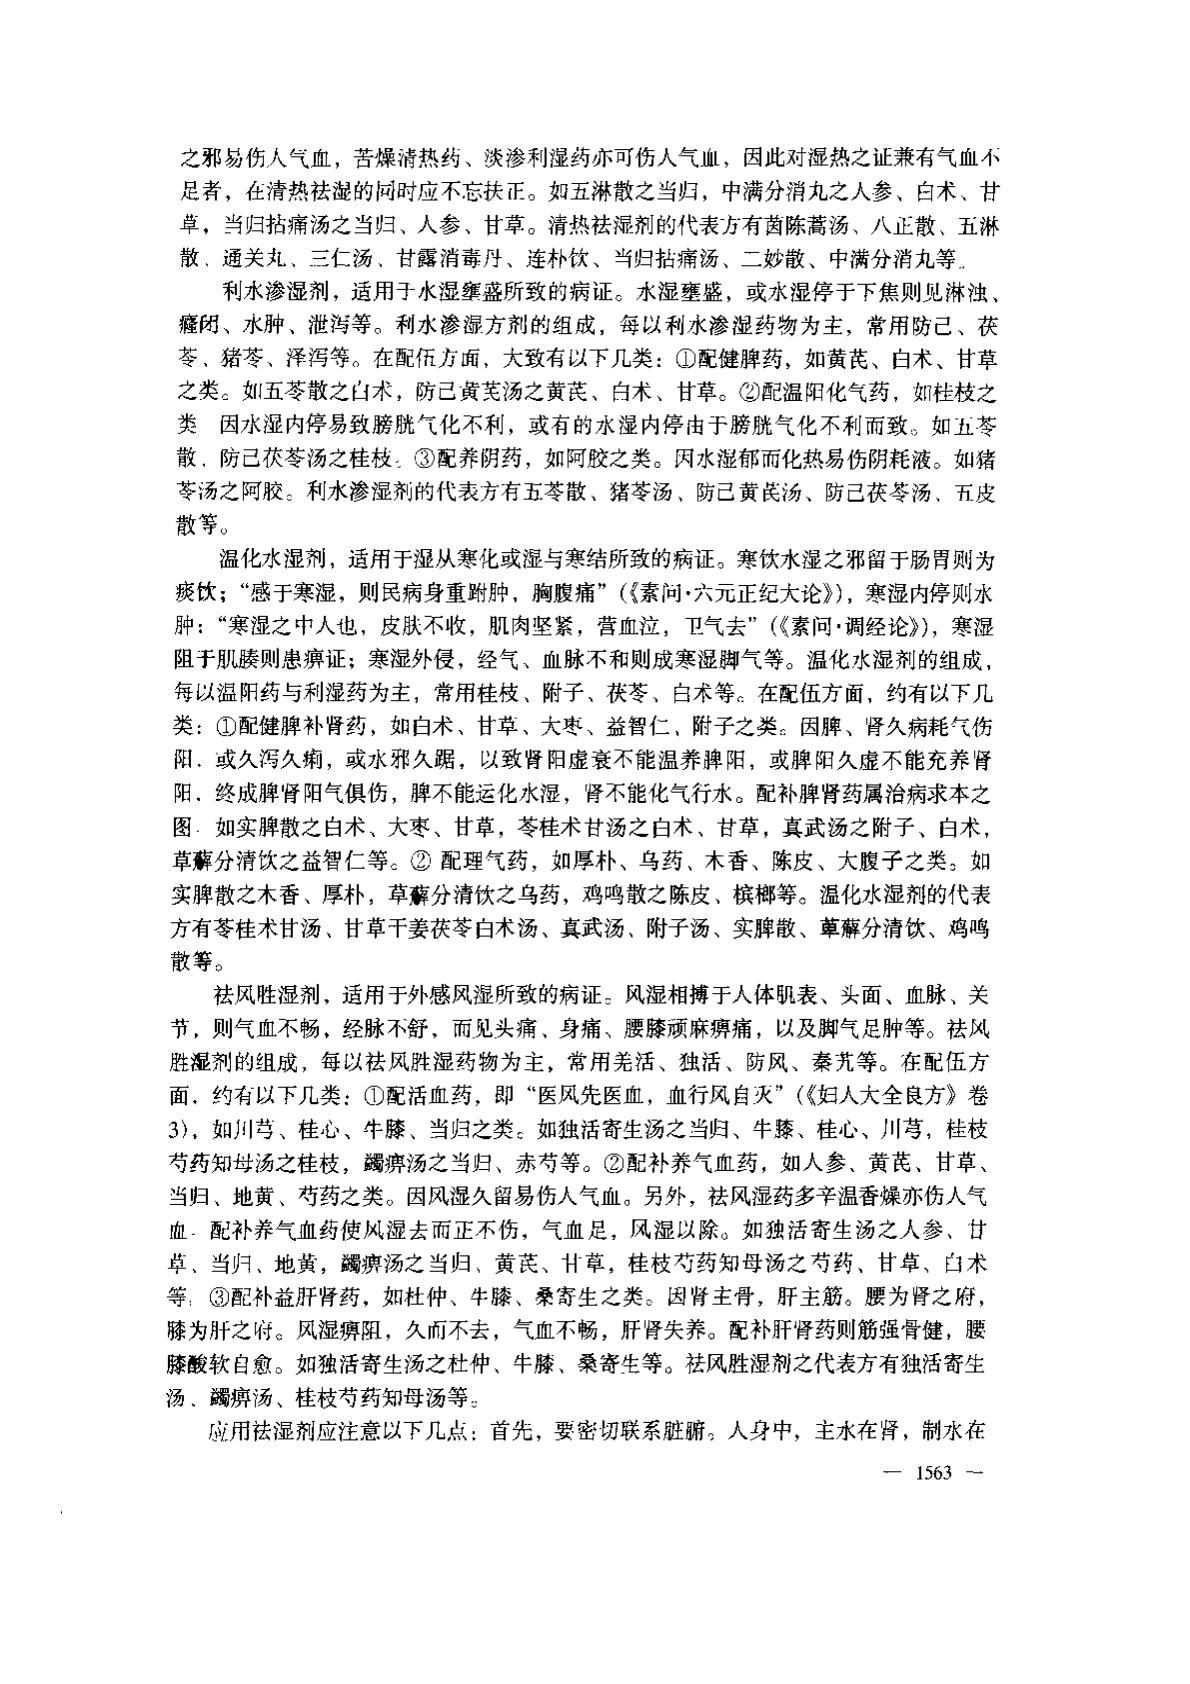 之邪易伤人气血，苦燥清热药、淡渗利湿药亦可伤人气血，因此对湿热之证兼有气血不
足者，在清热祛湿的同时应不忘扶正。如五淋散之当归，中满分消丸之人参、白术、甘
草，当归拈痛汤之当归、人参、甘草。清热祛湿剂的代表方有茵陈蒿汤、八正散、五淋
散、通关丸、三仁汤、甘露消毒丹、连朴饮、当归拈痛汤、二妙散、中满分消丸等。
利水渗湿剂，适用于水湿壅盛所致的病证。水湿壅盛，或水湿停于下焦则见淋浊、
癃闭、水肿、泄泻等。利水渗湿方剂的组成，每以利水渗湿药物为主，常用防己、茯
苓、猪苓、泽泻等。在配伍方面，大致有以下几类：①配健脾药，如黄芪、白术、甘草
之类。如五苓散之白术，防己黄芪汤之黄芪、白术、甘草。②配温阳化气药，如桂枝之
类 因水湿内停易致膀胱气化不利，或有的水湿内停由于膀胱气化不利而致。如五苓
散、防己茯苓汤之桂枝。③配养阴药，如阿胶之类。因水湿郁而化热易伤阴耗液。如猪
苓汤之阿胶。利水渗湿剂的代表方有五苓散、猪苓汤、防己黄芪汤、防己茯苓汤、五皮
散等。
温化水湿剂，适用于湿从寒化或湿与寒结所致的病证。寒饮水湿之邪留于肠胃则为
痰饮；“感于寒湿，则民病身重胕肿，胸腹痛”（《素问·六元正纪大论》），寒湿内停则水
肿：“寒湿之中人也，皮肤不收，肌肉坚紧，营血泣，卫气去”（《素问·调经论》），寒湿
阻于肌腠则患痹证；寒湿外侵，经气、血脉不和则成寒湿脚气等。温化水湿剂的组成，
每以温阳药与利湿药为主，常用桂枝、附子、茯苓、白术等。在配伍方面，约有以下几
类：①配健脾补肾药，如白术、甘草、大枣、益智仁、附子之类。因脾、肾久病耗气伤
阳，或久泻久痢，或水邪久踞，以致肾阳虚衰不能温养脾阳，或脾阳久虚不能充养肾
阳，终成脾肾阳气俱伤，脾不能运化水湿，肾不能化气行水。配补脾肾药属治病求本之
图。如实脾散之白术、大枣、甘草，苓桂术甘汤之白术、甘草，真武汤之附子、白术，
草薢分清饮之益智仁等。② 配理气药，如厚朴、乌药、木香、陈皮、大腹子之类。如
实脾散之木香、厚朴，草薢分清饮之乌药，鸡鸣散之陈皮、槟榔等。温化水湿剂的代表
方有苓桂术甘汤、甘草干姜茯苓白术汤、真武汤、附子汤、实脾散、萆薢分清饮、鸡鸣
散等。
祛风胜湿剂，适用于外感风湿所致的病证。风湿相搏于人体肌表、头面、血脉、关
节，则气血不畅，经脉不舒，而见头痛、身痛、腰膝顽麻痹痛，以及脚气足肿等。祛风
胜湿剂的组成，每以祛风胜湿药物为主，常用羌活、独活、防风、秦艽等。在配伍方
面，约有以下几类：①配活血药，即“医风先医血，血行风自灭”（《妇人大全良方》卷
3），如川芎、桂心、牛膝、当归之类。如独活寄生汤之当归、牛膝、桂心、川芎，桂枝
芍药知母汤之桂枝，蠲痹汤之当归、赤芍等。②配补养气血药，如人参、黄芪、甘草、
当归、地黄、芍药之类。因风湿久留易伤人气血。另外，祛风湿药多辛温香燥亦伤人气
血。配补养气血药使风湿去而正不伤，气血足，风湿以除。如独活寄生汤之人参、甘
草、当归、地黄，蠲痹汤之当归、黄芪、甘草，桂枝芍药知母汤之芍药、甘草、白术
等。③配补益肝肾药，如杜仲、牛膝、桑寄生之类。因肾主骨，肝主筋。腰为肾之府，
膝为肝之府。风湿痹阻，久而不去，气血不畅，肝肾失养。配补肝肾药则筋强骨健，腰
膝酸软自愈。如独活寄生汤之杜仲、牛膝、桑寄生等。祛风胜湿剂之代表方有独活寄生
汤、蠲痹汤、桂枝芍药知母汤等。
应用祛湿剂应注意以下几点：首先，要密切联系脏腑。人身中，主水在肾，制水在
— 1563 —